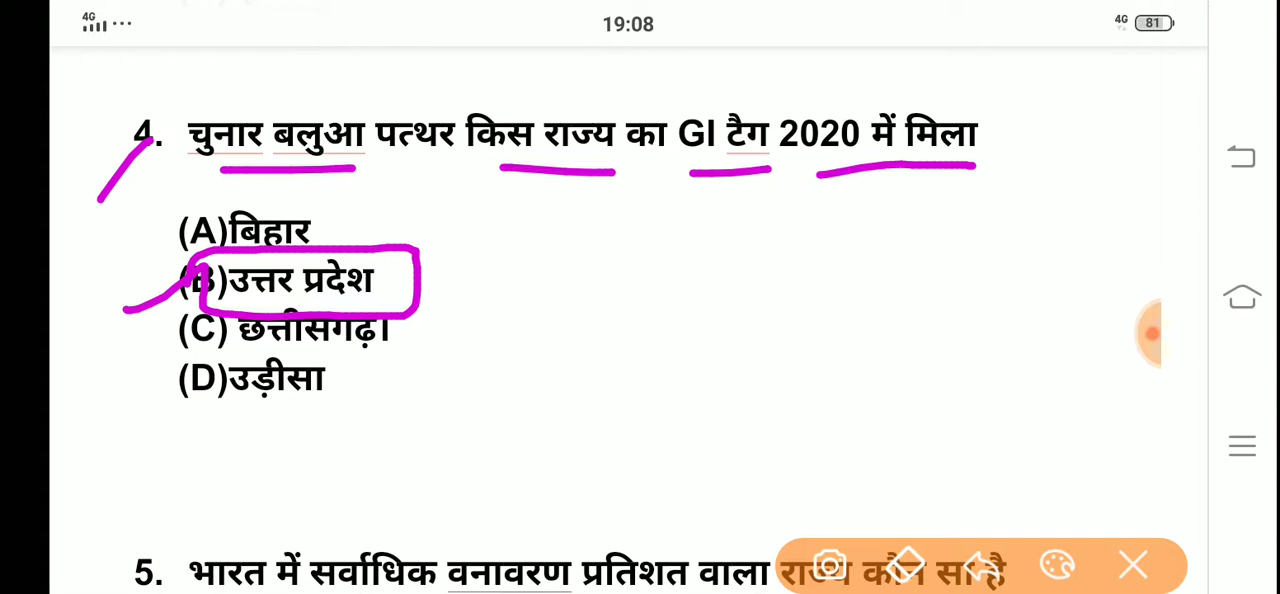 4G 19:08 4G 81
4. चुनार बलुआ पत्थर किस राज्य का GI टैग 2020 में मिला
(A)बिहार
(B)उत्तर प्रदेश
(C) छत्तीसगढ़।
(D)उड़ीसा
5. भारत में सर्वाधिक वनावरण प्रतिशत वाला राज्य कौन सा है